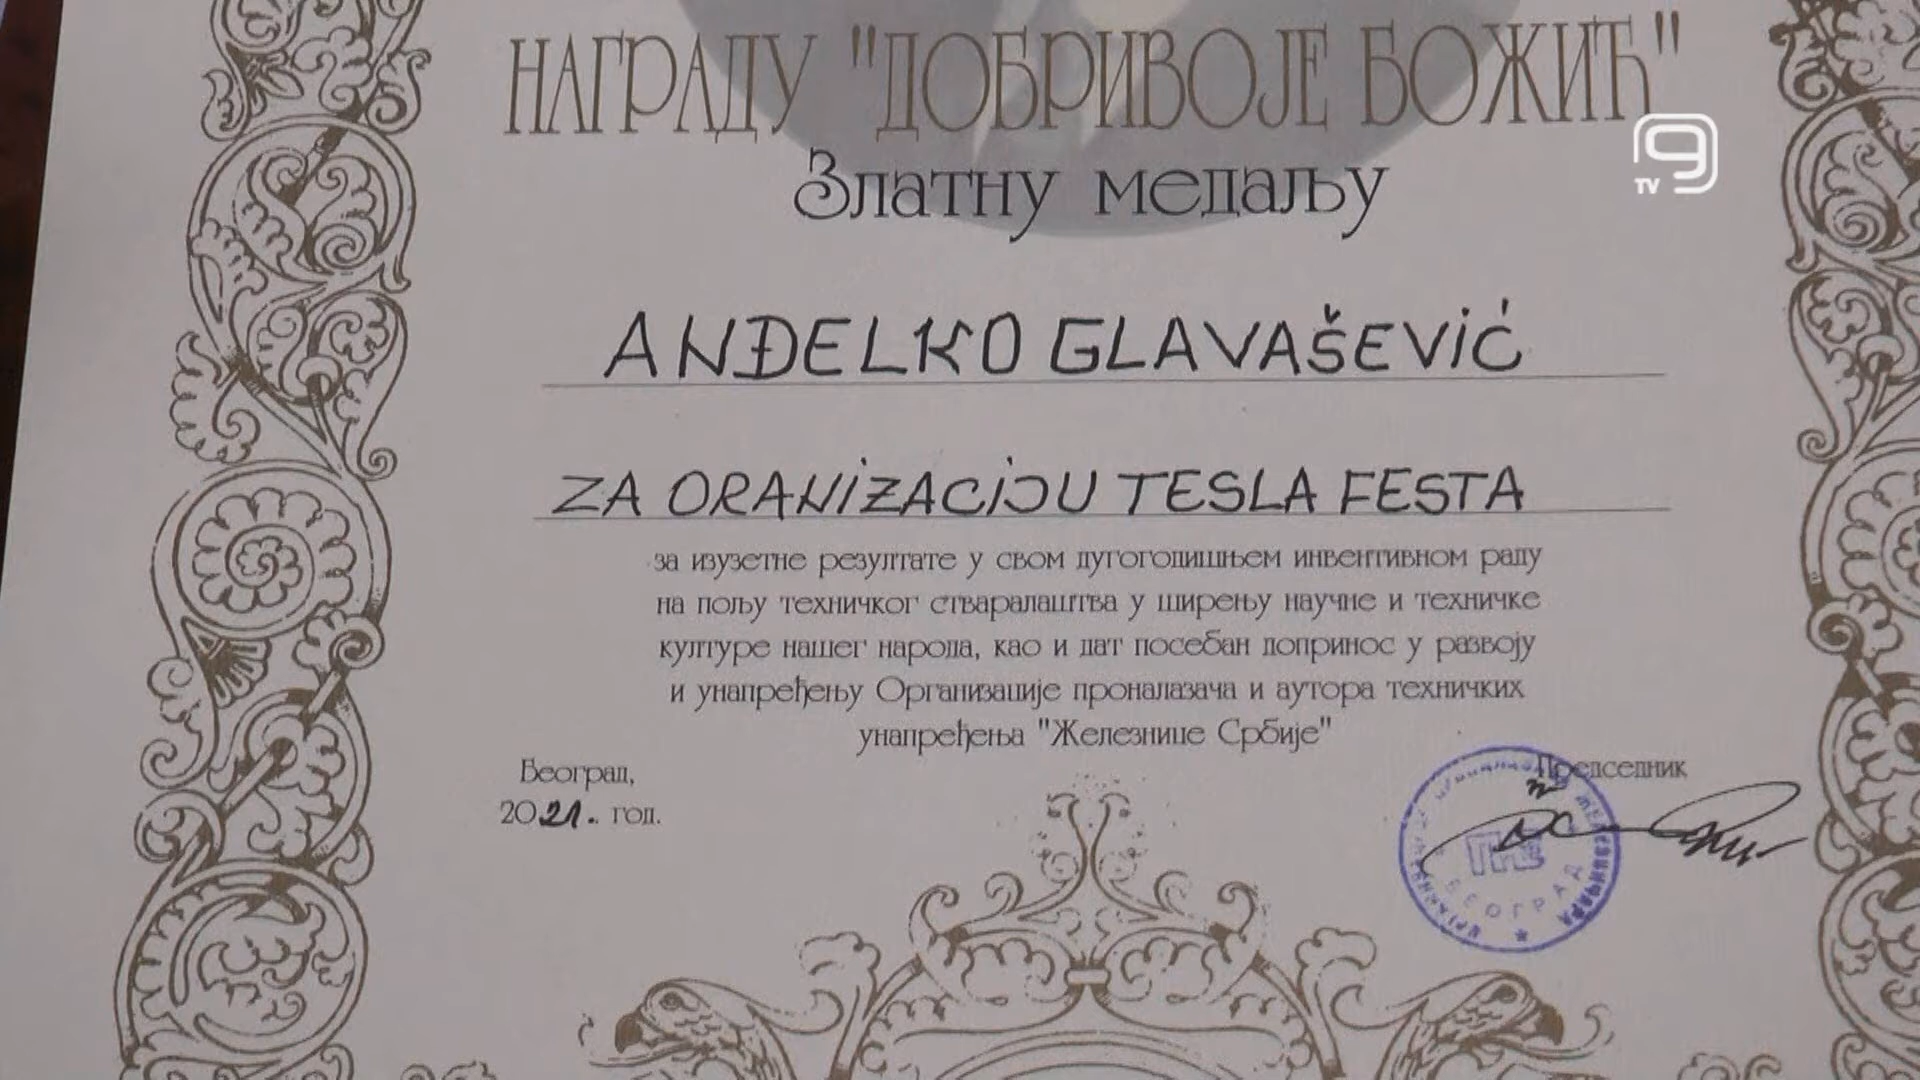 НАГРАДУ "ДОБРИВОЈЕ БОЖИЋ"
Златну медаљу
ANĐELKO GLAVAŠEVIĆ
ZA ORANIZACIJU TESLA FESTA
за изузетне резултате у свом дугогодишњем инвентивном раду
на пољу техничког стваралаштва у ширењу научне и техничке
културе нашег народа, као и дат посебан допринос у развоју
и унапређењу Организације проналазача и аутора техничких
унапређења "Железнице Србије"
Београд,
2021. год.
Председник
БЕОГРАД
TV 9